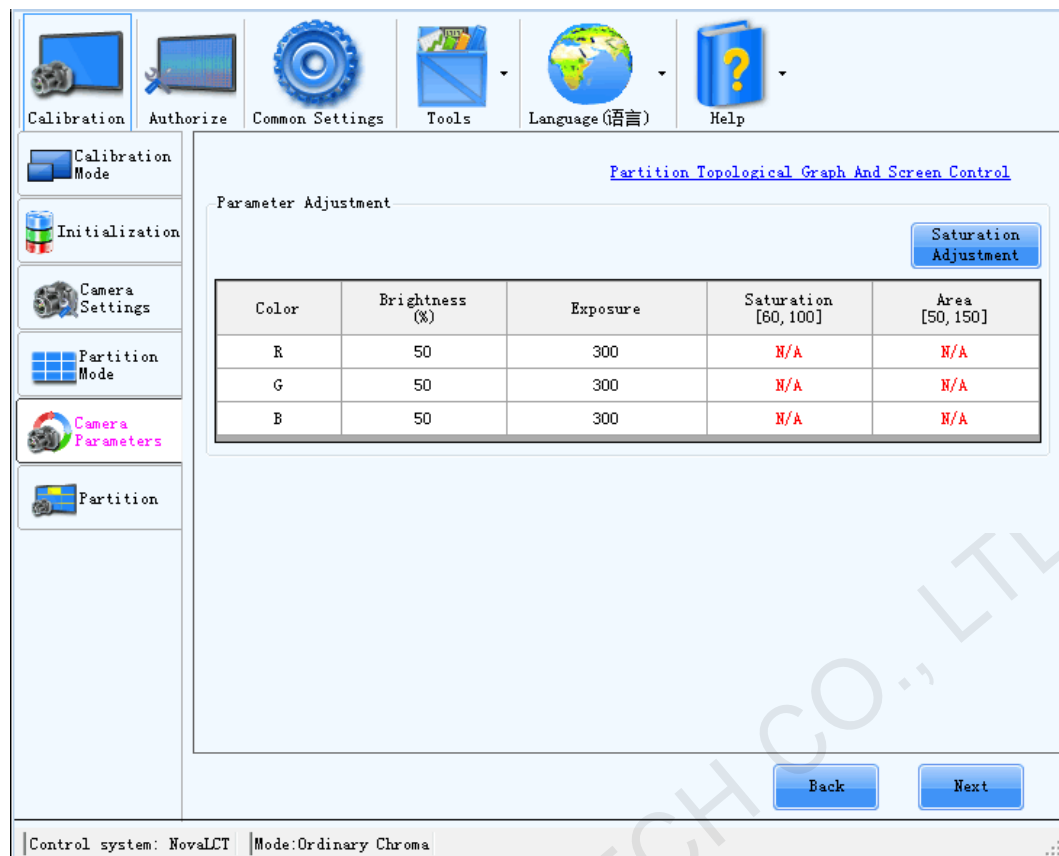 Calibration Authorize Common Settings Tools Language(语言) Help
Calibration
Mode
Initialization
Camera
Settings
Partition
Mode
Camera
Parameters
Partition
Partition Topological Graph And Screen Control
Parameter Adjustment
Saturation
Adjustment
Color Brightness (%) Exposure Saturation [60,100] Area [50,150]
R 50 300 N/A N/A
G 50 300 N/A N/A
B 50 300 N/A N/A
Back Next
Control system: NovaLCT Mode:Ordinary Chroma